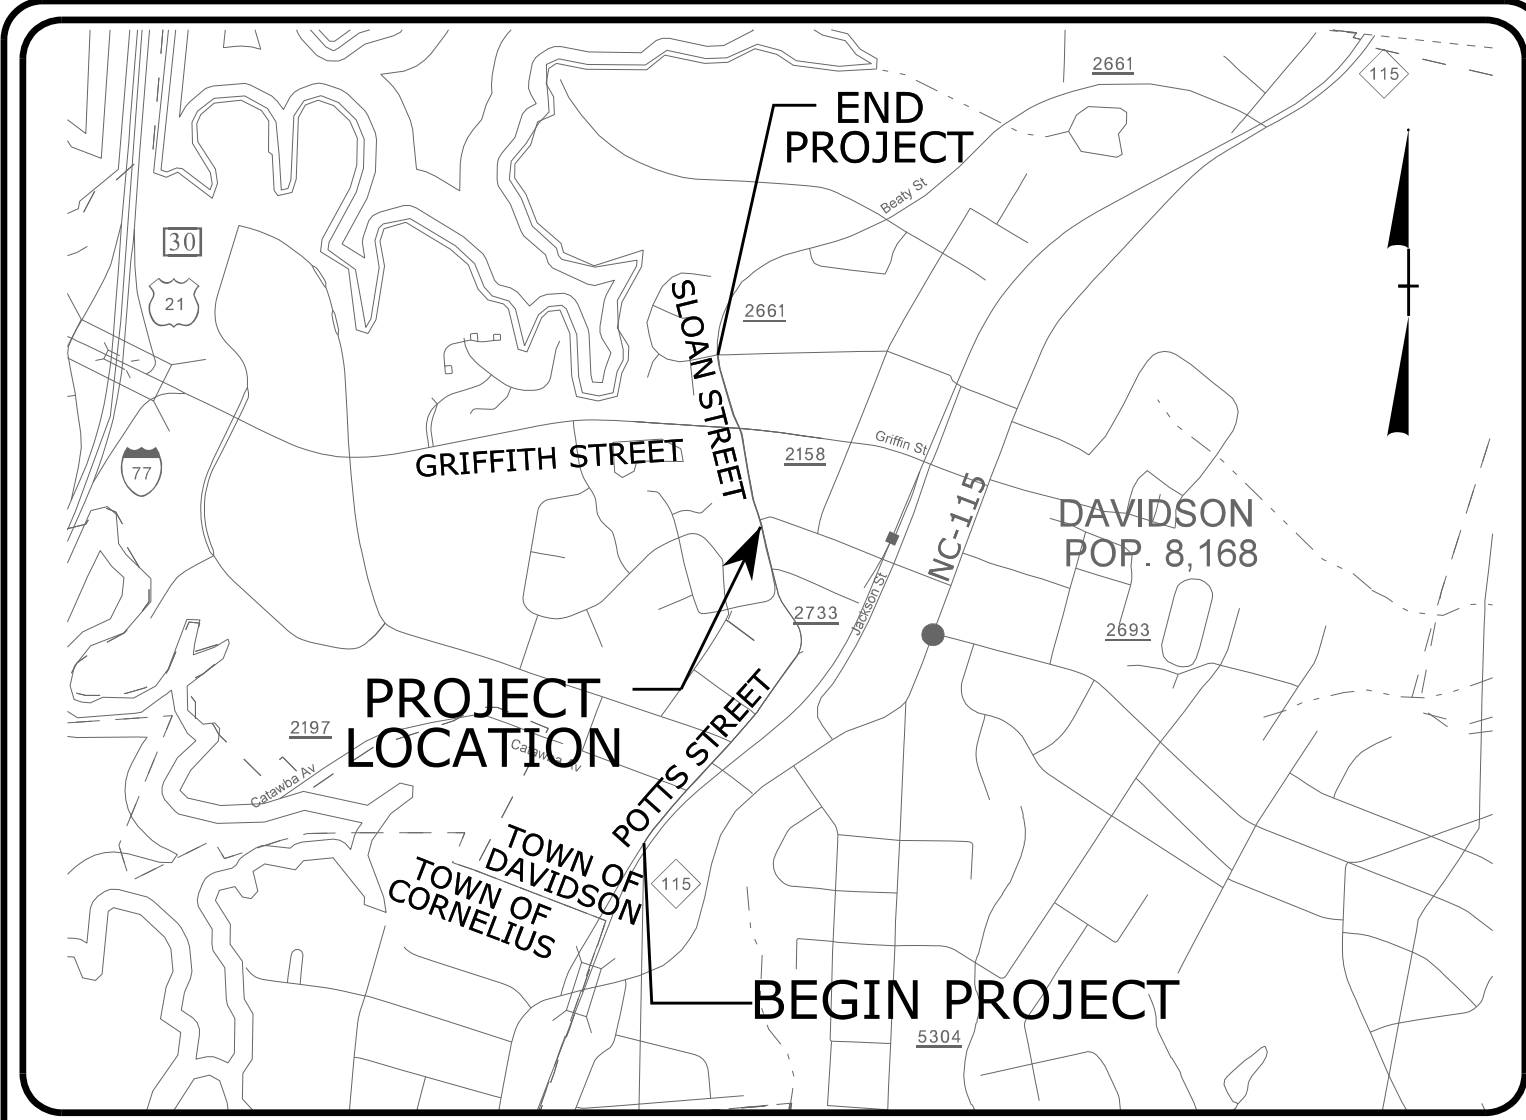 2661
115
END
PROJECT
Beaty St
30
21
2661
SLOAN STREET
GRIFFITH STREET
Griffin St
2158
77
NC-115
DAVIDSON
POP. 8,168
Jackson St
2733
2693
PROJECT
LOCATION
POTTS STREET
2197
Catawba Av
Catawba Av
TOWN OF
DAVIDSON
TOWN OF
CORNELIUS
115
BEGIN PROJECT
5304